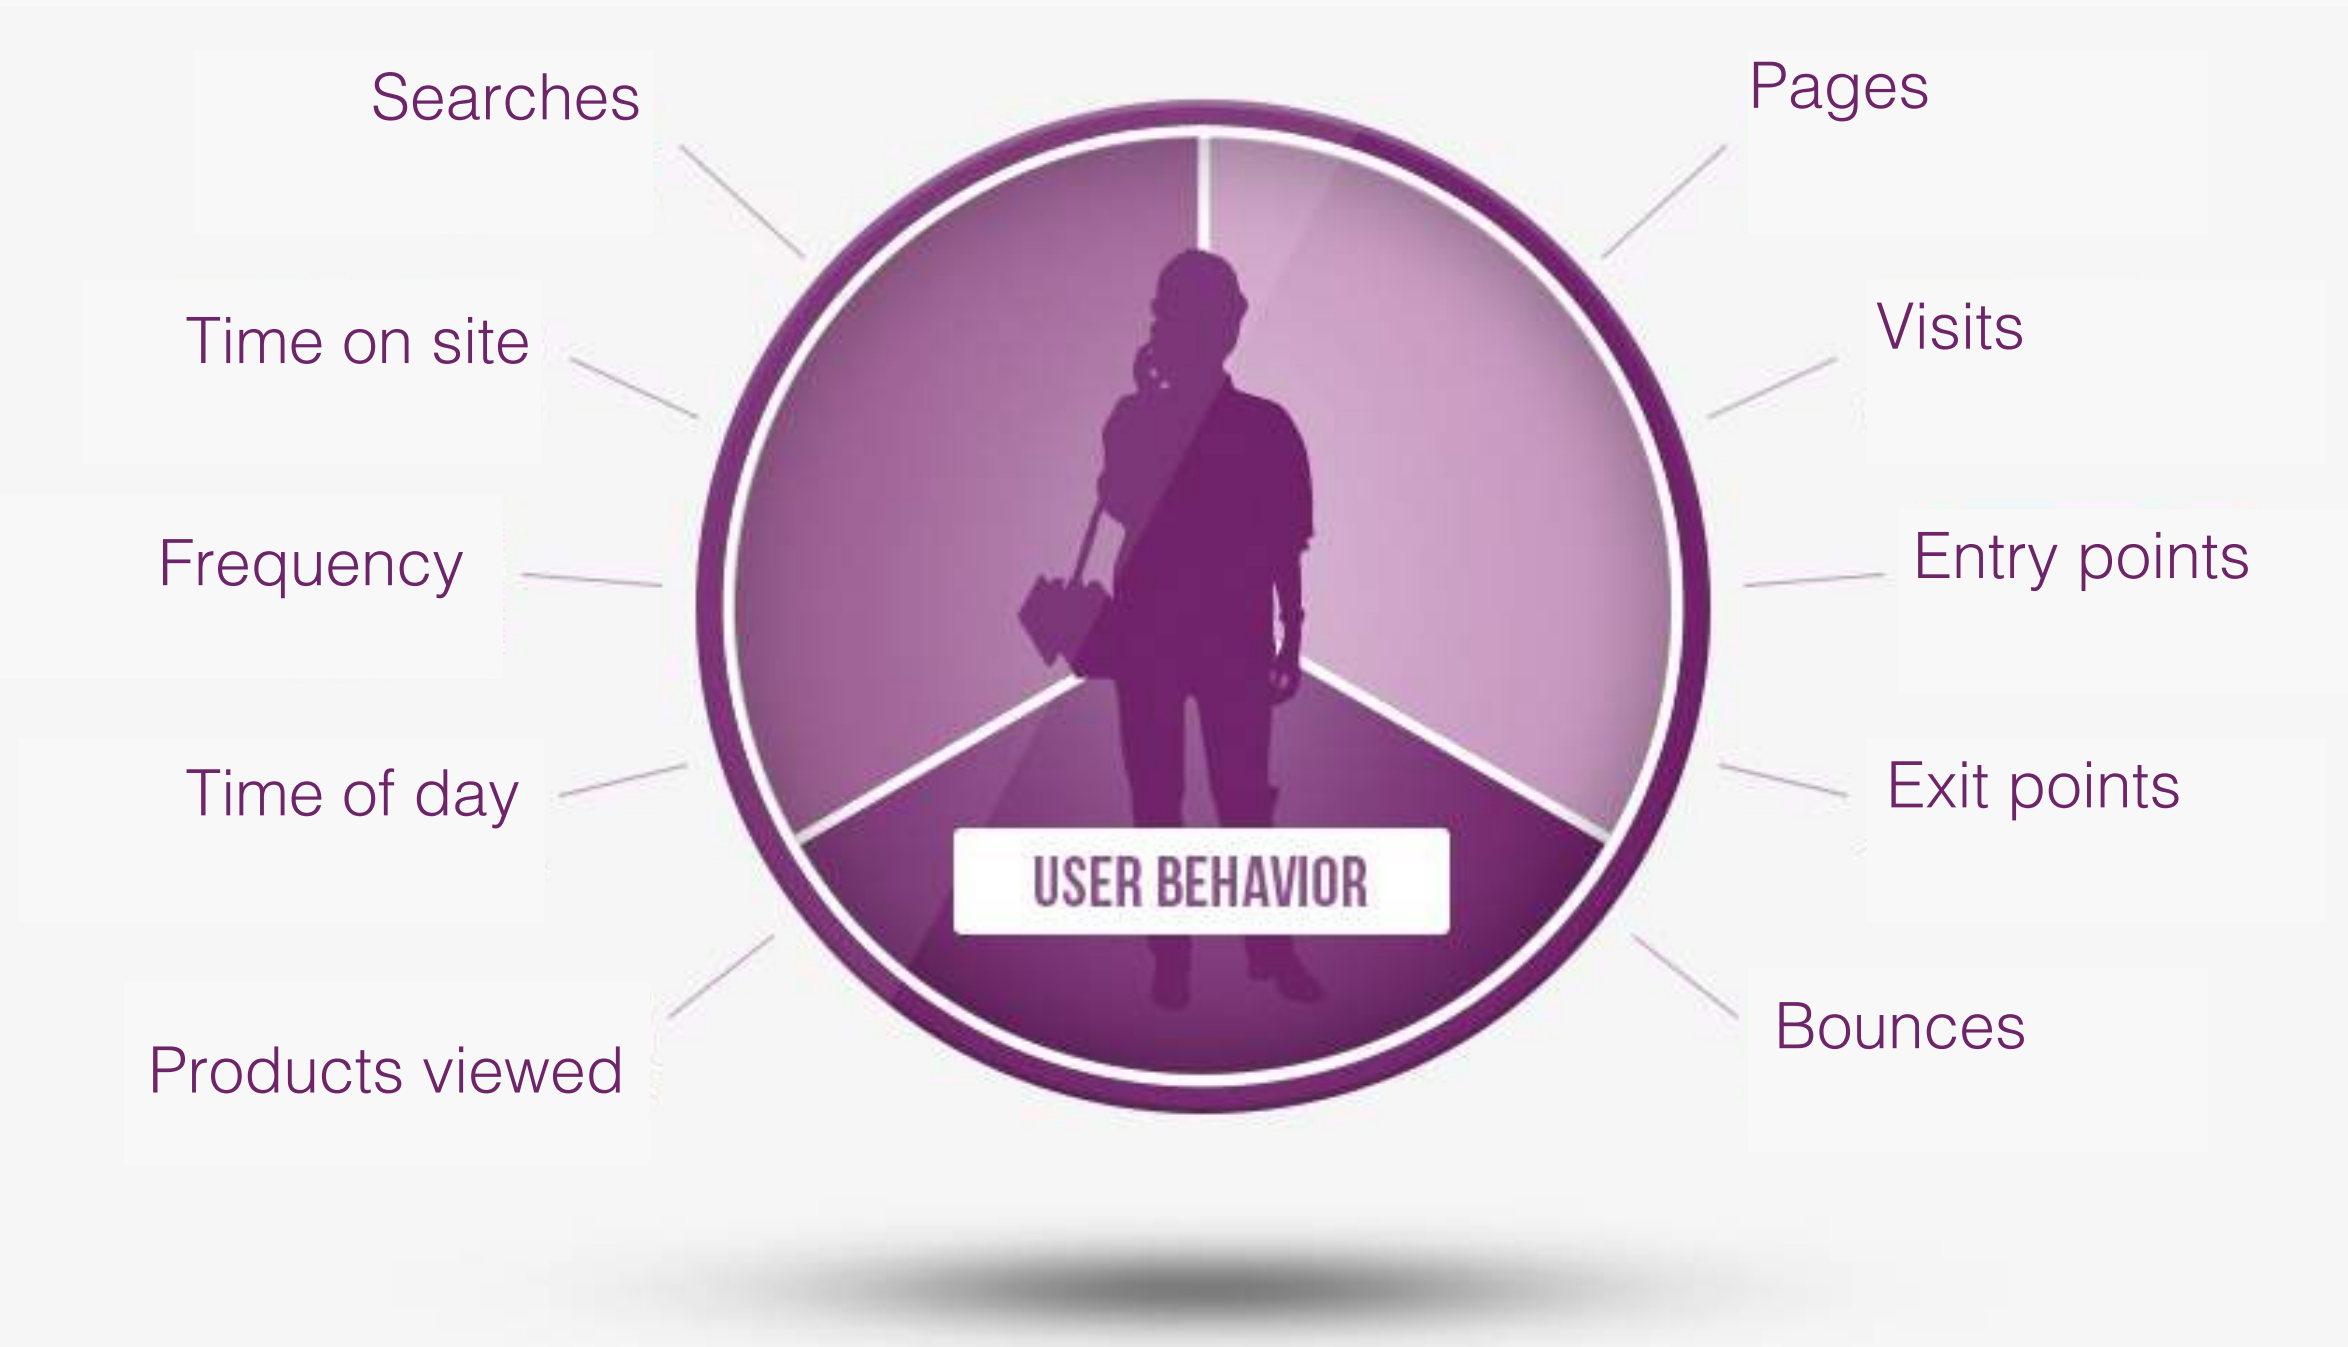 Searches
Time on site
Frequency
Time of day
Products viewed
USER BEHAVIOR
Pages
Visits
Entry points
Exit points
Bounces